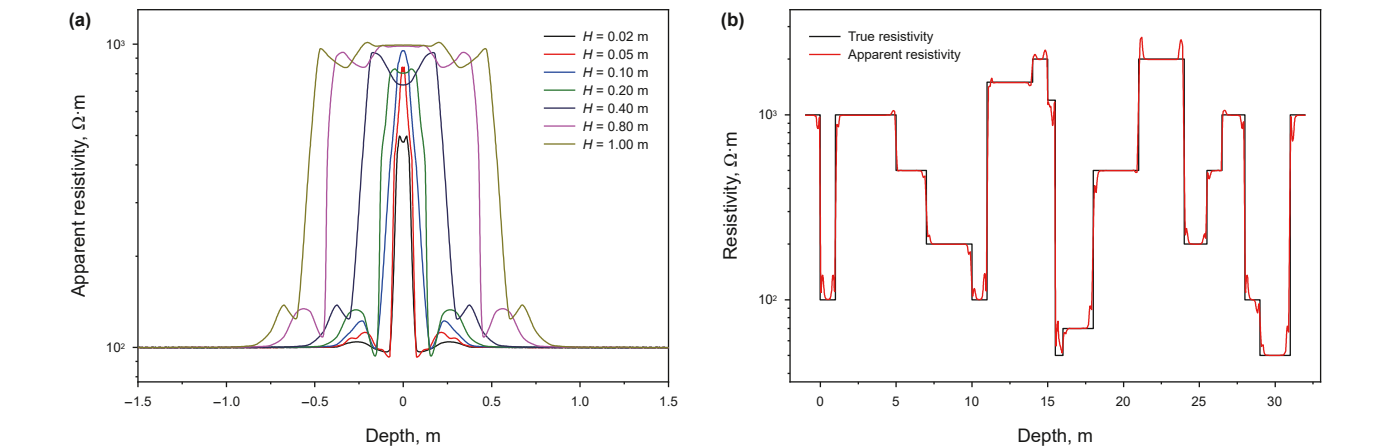 (a)
10³
10²
Apparent resistivity, Ω·m
H = 0.02 m
H = 0.05 m
H = 0.10 m
H = 0.20 m
H = 0.40 m
H = 0.80 m
H = 1.00 m
–1.5
–1.0
–0.5
0
0.5
1.0
1.5
Depth, m
(b)
10³
10²
Resistivity, Ω·m
True resistivity
Apparent resistivity
0
5
10
15
20
25
30
Depth, m